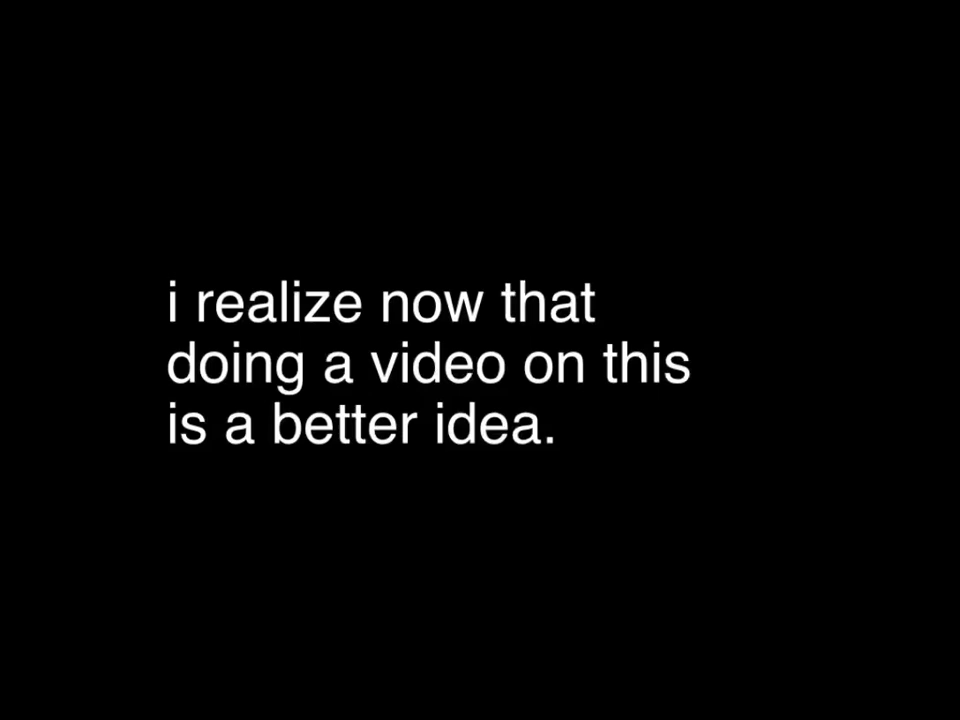 i realize now that
doing a video on this
is a better idea.